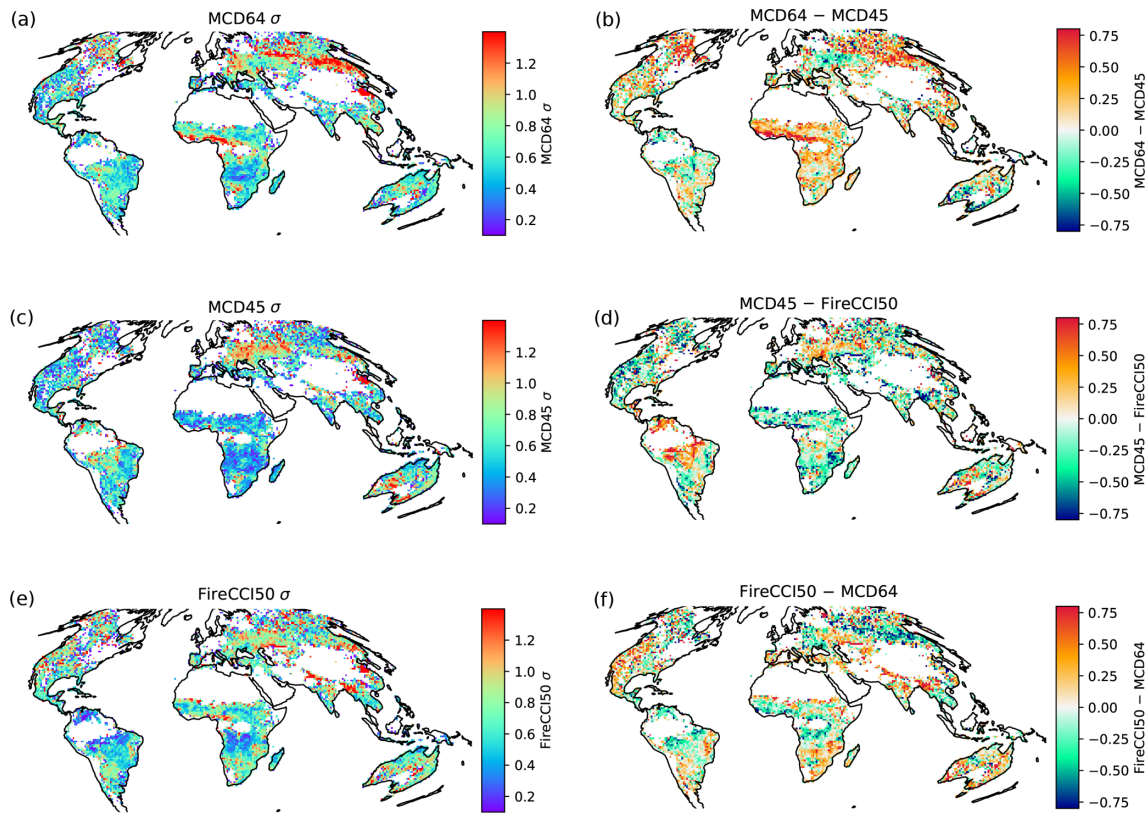 (a)
MCD64 σ
1.2
1.0
0.8
0.6
0.4
0.2
MCD64 σ
(b)
MCD64 − MCD45
0.75
0.50
0.25
0.00
−0.25
−0.50
−0.75
MCD64 − MCD45
(c)
MCD45 σ
1.2
1.0
0.8
0.6
0.4
0.2
MCD45 σ
(d)
MCD45 − FireCCI50
0.75
0.50
0.25
0.00
−0.25
−0.50
−0.75
MCD45 − FireCCI50
(e)
FireCCI50 σ
1.2
1.0
0.8
0.6
0.4
0.2
FireCCI50 σ
(f)
FireCCI50 − MCD64
0.75
0.50
0.25
0.00
−0.25
−0.50
−0.75
FireCCI50 − MCD64